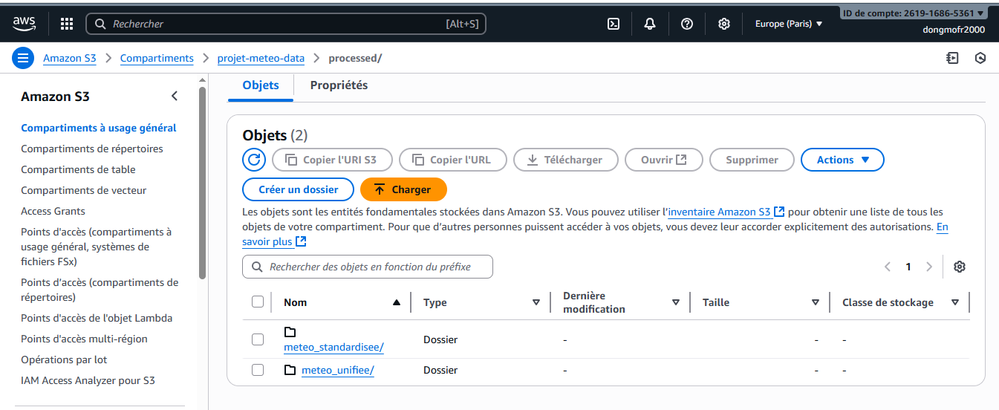 aws
Rechercher
[Alt+S]
Europe (Paris)
ID de compte: 2619-1686-5361
dongmofr2000
Amazon S3
Compartiments
projet-meteo-data
processed/
Amazon S3
Compartiments à usage général
Compartiments de répertoires
Compartiments de table
Compartiments de vecteur
Access Grants
Points d'accès (compartiments à
usage général, systèmes de
fichiers FSx)
Points d'accès (compartiments de
répertoires)
Points d'accès de l'objet Lambda
Points d'accès multi-région
Opérations par lot
IAM Access Analyzer pour S3
Objets
Propriétés
Objets (2)
Copier l'URI S3
Copier l'URL
Télécharger
Ouvrir
Supprimer
Actions
Créer un dossier
Charger
Les objets sont les entités fondamentales stockées dans Amazon S3. Vous pouvez utiliser l'inventaire Amazon S3 pour obtenir une liste de tous les
objets de votre compartiment. Pour que d'autres personnes puissent accéder à vos objets, vous devez leur accorder explicitement des autorisations. En
savoir plus
Rechercher des objets en fonction du préfixe
1
Nom
Type
Dernière
modification
Taille
Classe de stockage
meteo_standardisee/
Dossier
-
-
-
meteo_unifiee/
Dossier
-
-
-